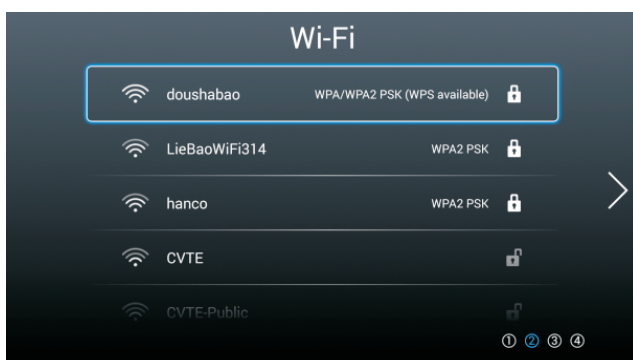 Wi-Fi
doushabao WPA/WPA2 PSK (WPS available)
LieBaoWiFi314 WPA2 PSK
hanco WPA2 PSK
CVTE
CVTE-Public
① ② ③ ④